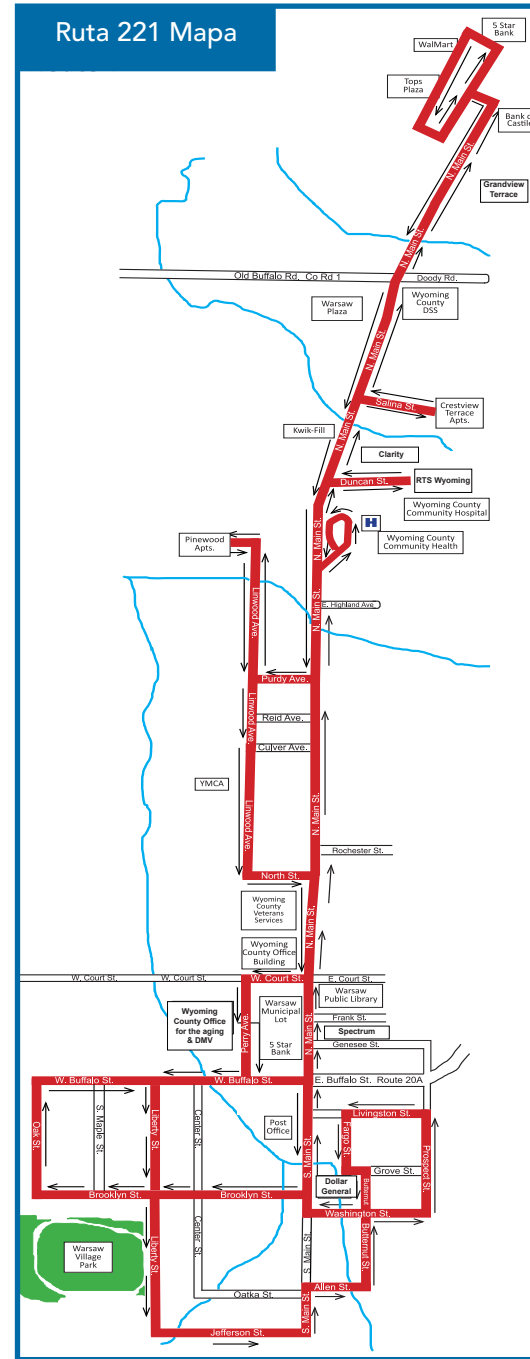 Ruta 221 Mapa
5 Star
Bank
WalMart
Tops
Plaza
Bank o
Castile
N. Main St.
Grandview
Terrace
N. Main St.
Old Buffalo Rd, Co Rd 1
Doody Rd.
Wyoming
County
DSS
Warsaw
Plaza
N. Main St.
Salina St.
Crestview
Terrace
Apts.
Kwik-Fill
N. Main St.
Clarity
Duncan St.
RTS Wyoming
Wyoming County
Community Hospital
H
N. Main St.
Wyoming County
Community Health
Pinewood
Apts.
Linwood Ave.
N. Main St.
E. Highland Ave.
Purdy Ave.
Linwood Ave.
Reid Ave.
Culver Ave.
YMCA
Linwood Ave.
N. Main St.
Rochester St.
North St.
Wyoming
County
Veterans
Services
N. Main St.
Wyoming
County Office
Building
W. Court St.
W. Court St.
W. Court St.
E. Court St.
Warsaw
Public Library
Wyoming
County Office
for the aging
& DMV
Perry Ave.
Warsaw
Municipal
Lot
5 Star
Bank
N. Main St.
Frank St.
Spectrum
Genesee St.
W. Buffalo St.
W. Buffalo St.
E. Buffalo St. Route 20A
Oak St.
S. Maple St.
Liberty St.
Center St.
Post
Office
S. Main St.
Livingston St.
Fargo St.
Prospect St.
Grove St.
Dollar
General
Butternut
Brooklyn St.
Brooklyn St.
Washington St.
Warsaw
Village
Park
Liberty St.
Center St.
S. Main St.
Butternut St.
Allen St.
Oatka St.
S. Main St.
Jefferson St.